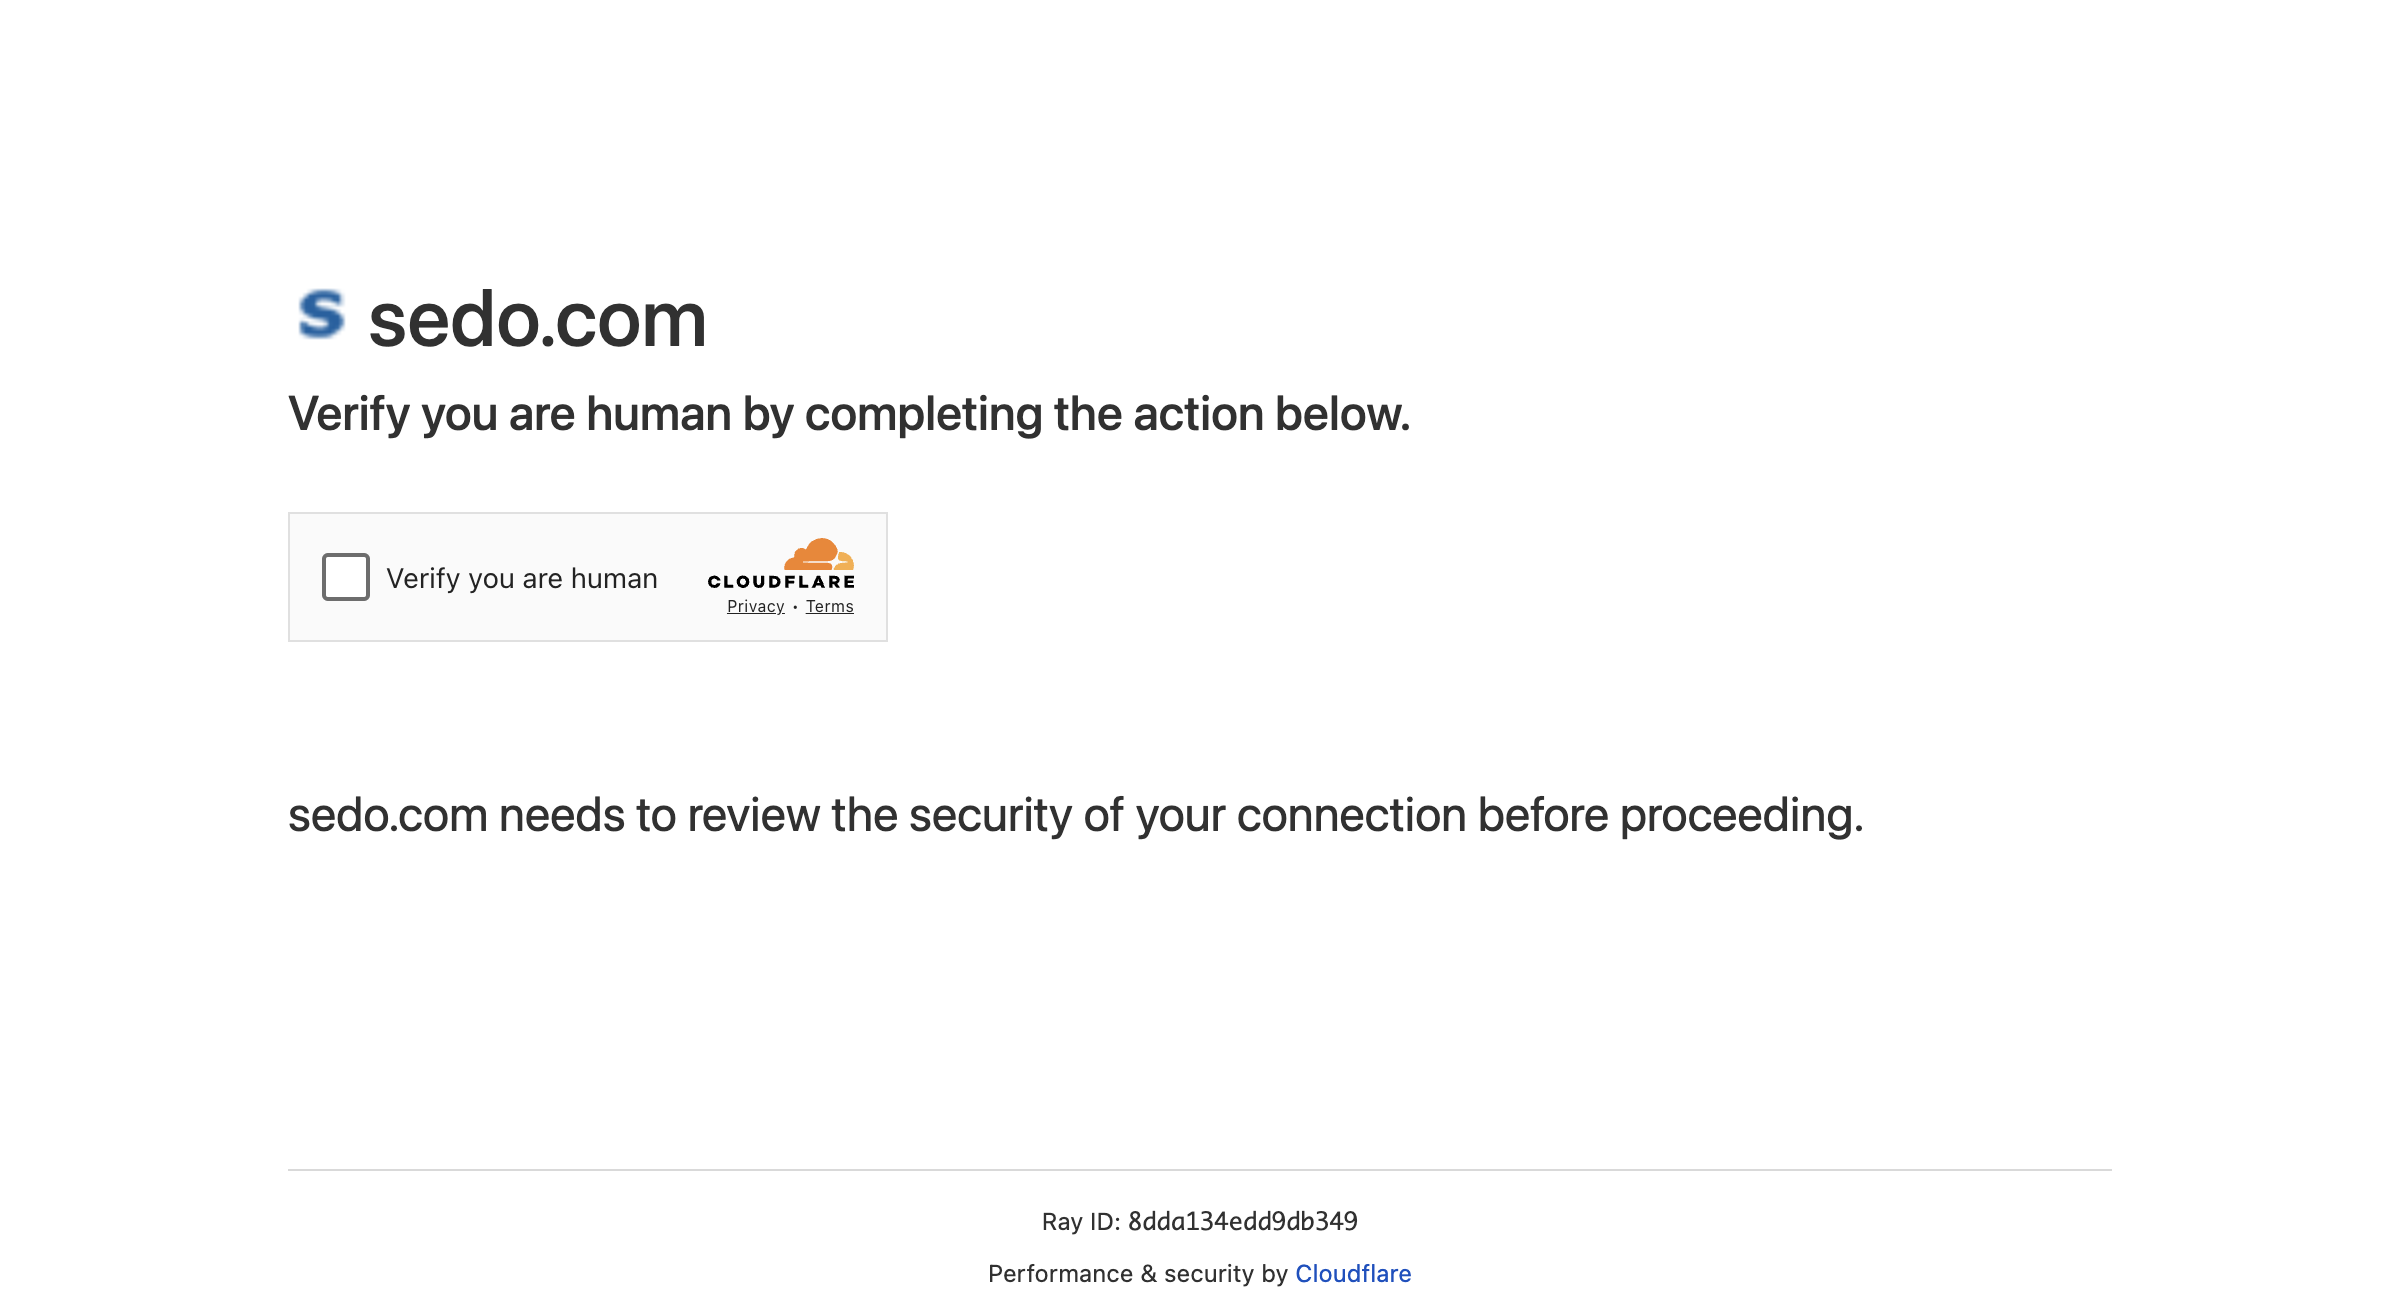 s sedo.com
Verify you are human by completing the action below.
Verify you are human
CLOUDFLARE
Privacy • Terms
sedo.com needs to review the security of your connection before proceeding.
Ray ID: 8dda134edd9db349
Performance & security by Cloudflare